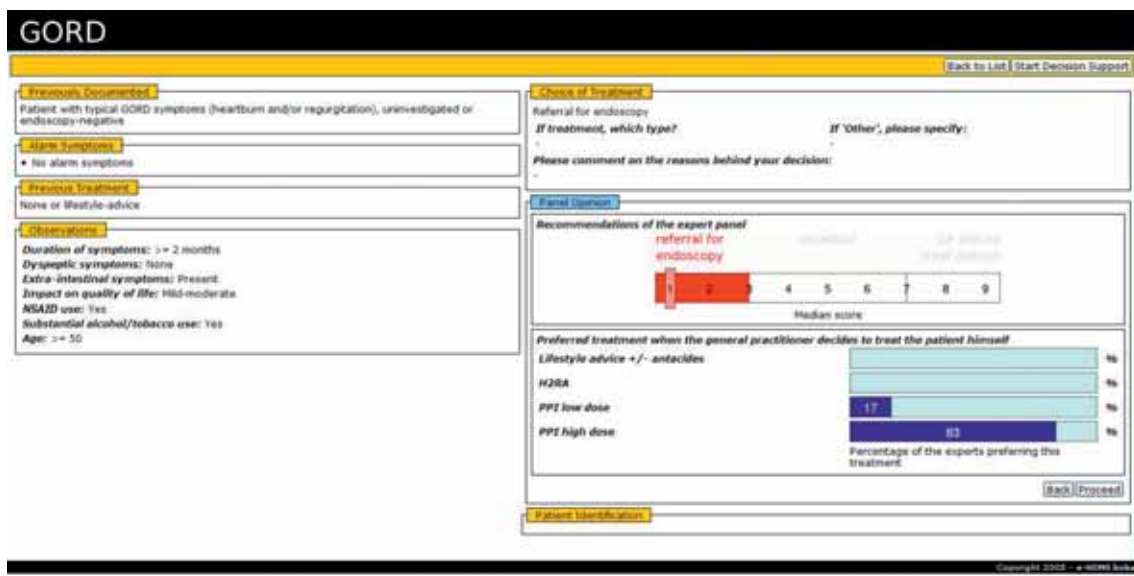 GORD
Back to List Start Decision Support
Previously Documented
Patient with typical GORD symptoms (heartburn and/or regurgitation), uninvestigated or
endoscopy-negative
Alarm Symptoms
• No alarm symptoms
Previous Treatment
None or lifestyle-advice
Observations
Duration of symptoms: >= 2 months
Dyspeptic symptoms: None
Extra-intestinal symptoms: Present
Impact on quality of life: Mild-moderate
NSAID use: Yes
Substantial alcohol/tobacco use: Yes
Age: >= 50
Choice of Treatment
Referral for endoscopy
If treatment, which type? If 'Other', please specify:
- -
Please comment on the reasons behind your decision:
-
Panel Opinion
Recommendations of the expert panel
referral for uncertain
endoscopy
1 2 3 4 5 6 7 8 9
Median score
Preferred treatment when the general practitioner decides to treat the patient himself
Lifestyle advice +/- antacides %
H2RA %
PPI low dose 17 %
PPI high dose 83 %
Percentage of the experts preferring this
treatment
Back Proceed
Patient Identification
Copyright 2005 - e-HIMS bvba